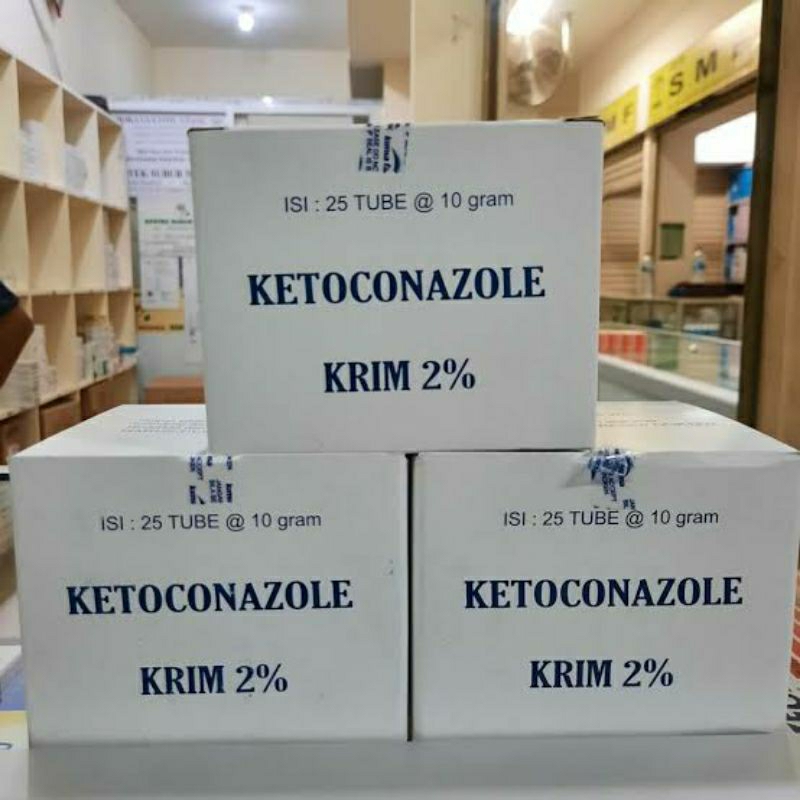 ISI : 25 TUBE @ 10 gram
KETOCONAZOLE
KRIM 2%
ISI : 25 TUBE @ 10 gram
KETOCONAZOLE
KRIM 2%
ISI : 25 TUBE @ 10 gram
KETOCONAZOLE
KRIM 2%
S M